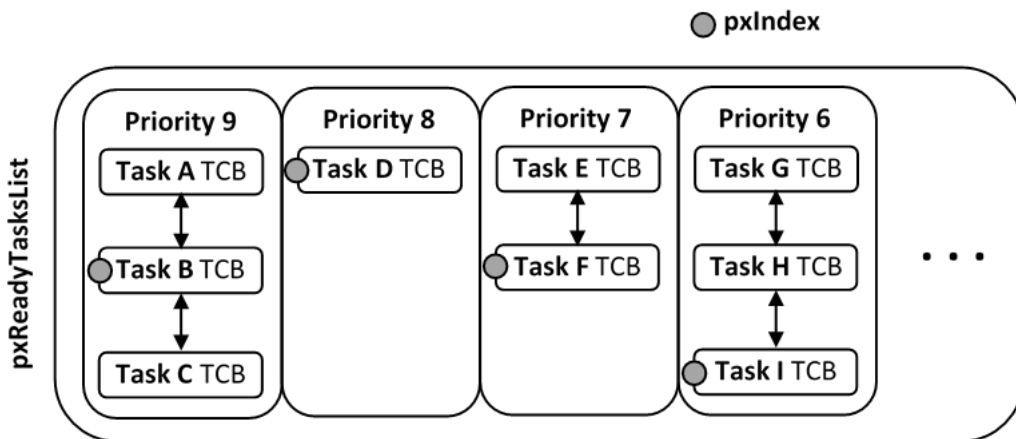 pxIndex
pxReadyTasksList
Priority 9
Task A TCB
Task B TCB
Task C TCB
Priority 8
Task D TCB
Priority 7
Task E TCB
Task F TCB
Priority 6
Task G TCB
Task H TCB
Task I TCB
. . .